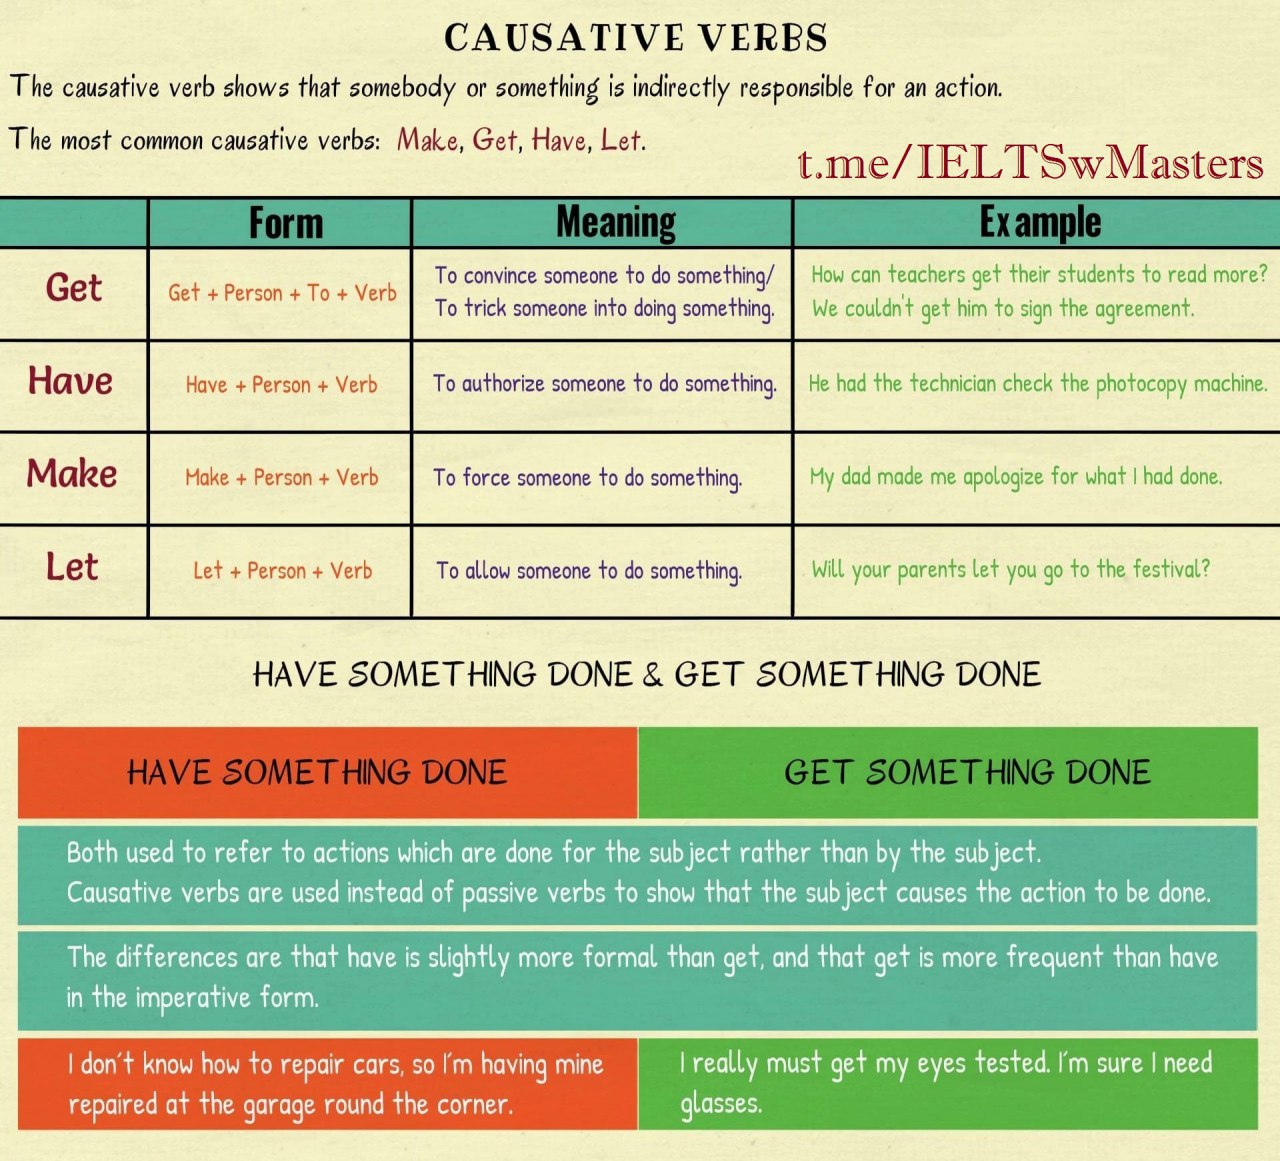 CAUSATIVE VERBS
The causative verb shows that somebody or something is indirectly responsible for an action.
The most common causative verbs: Make, Get, Have, Let.
t.me/IELTSwMasters
Form Meaning Example
Get
Get + Person + To + Verb
To convince someone to do something/
To trick someone into doing something.
How can teachers get their students to read more?
We couldn't get him to sign the agreement.
Have
Have + Person + Verb
To authorize someone to do something.
He had the technician check the photocopy machine.
Make
Make + Person + Verb
To force someone to do something.
My dad made me apologize for what I had done.
Let
Let + Person + Verb
To allow someone to do something.
Will your parents let you go to the festival?
HAVE SOMETHING DONE & GET SOMETHING DONE
HAVE SOMETHING DONE
GET SOMETHING DONE
Both used to refer to actions which are done for the subject rather than by the subject.
Causative verbs are used instead of passive verbs to show that the subject causes the action to be done.
The differences are that have is slightly more formal than get, and that get is more frequent than have
in the imperative form.
I don´t know how to repair cars, so I´m having mine
repaired at the garage round the corner.
I really must get my eyes tested. I´m sure I need
glasses.